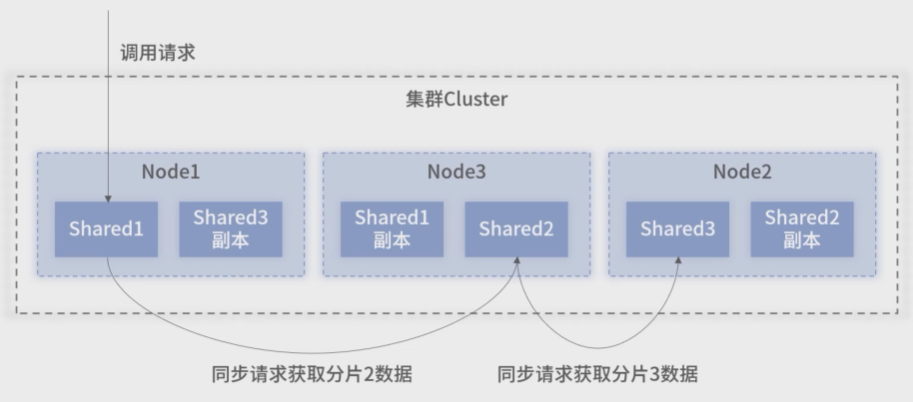 调用请求
集群Cluster
Node1
Node3
Node2
Shared1
Shared3
副本
Shared1
副本
Shared2
Shared3
Shared2
副本
同步请求获取分片2数据
同步请求获取分片3数据